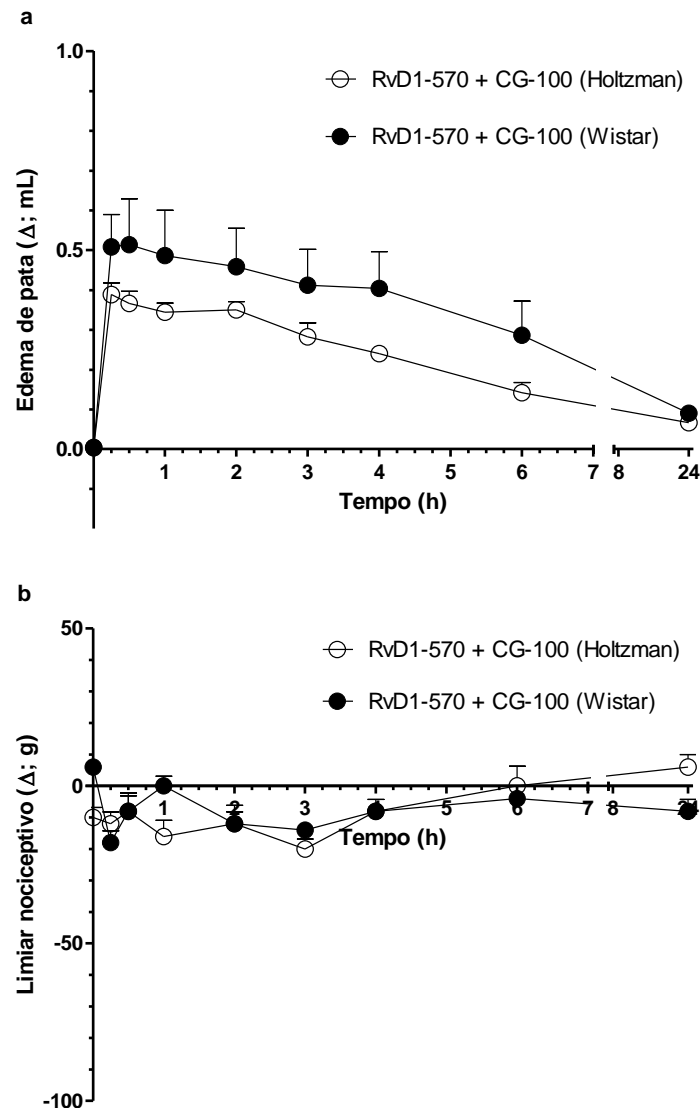 a
1.0
RvD1-570 + CG-100 (Holtzman)
RvD1-570 + CG-100 (Wistar)
0.5
Edema de pata (Δ; mL)
0.0
1 2 3 4 5 6 7 8 24
Tempo (h)
b
50
RvD1-570 + CG-100 (Holtzman)
RvD1-570 + CG-100 (Wistar)
Limiar nociceptivo (Δ; g)
0
1 2 3 4 5 6 7 8 24
Tempo (h)
-50
-100